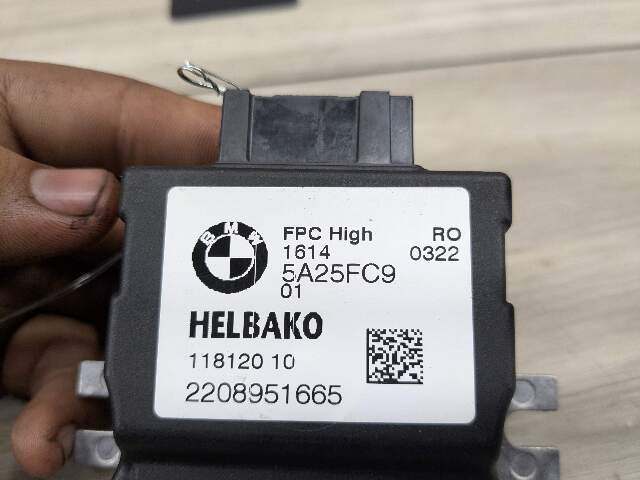 BMW
FPC High RO
1614 0322
5A25FC9
01
HELBAKO
118120 10
2208951665